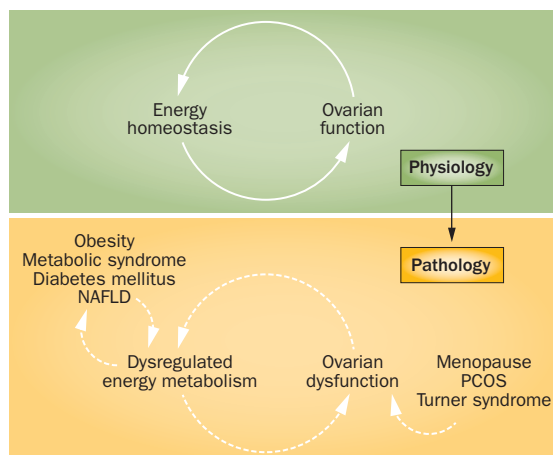 Energy
homeostasis
Ovarian
function
Physiology
Pathology
Obesity
Metabolic syndrome
Diabetes mellitus
NAFLD
Dysregulated
energy metabolism
Ovarian
dysfunction
Menopause
PCOS
Turner syndrome